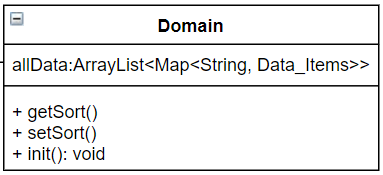 Domain
allData:ArrayList<Map<String, Data_Items>>
+ getSort()
+ setSort()
+ init(): void